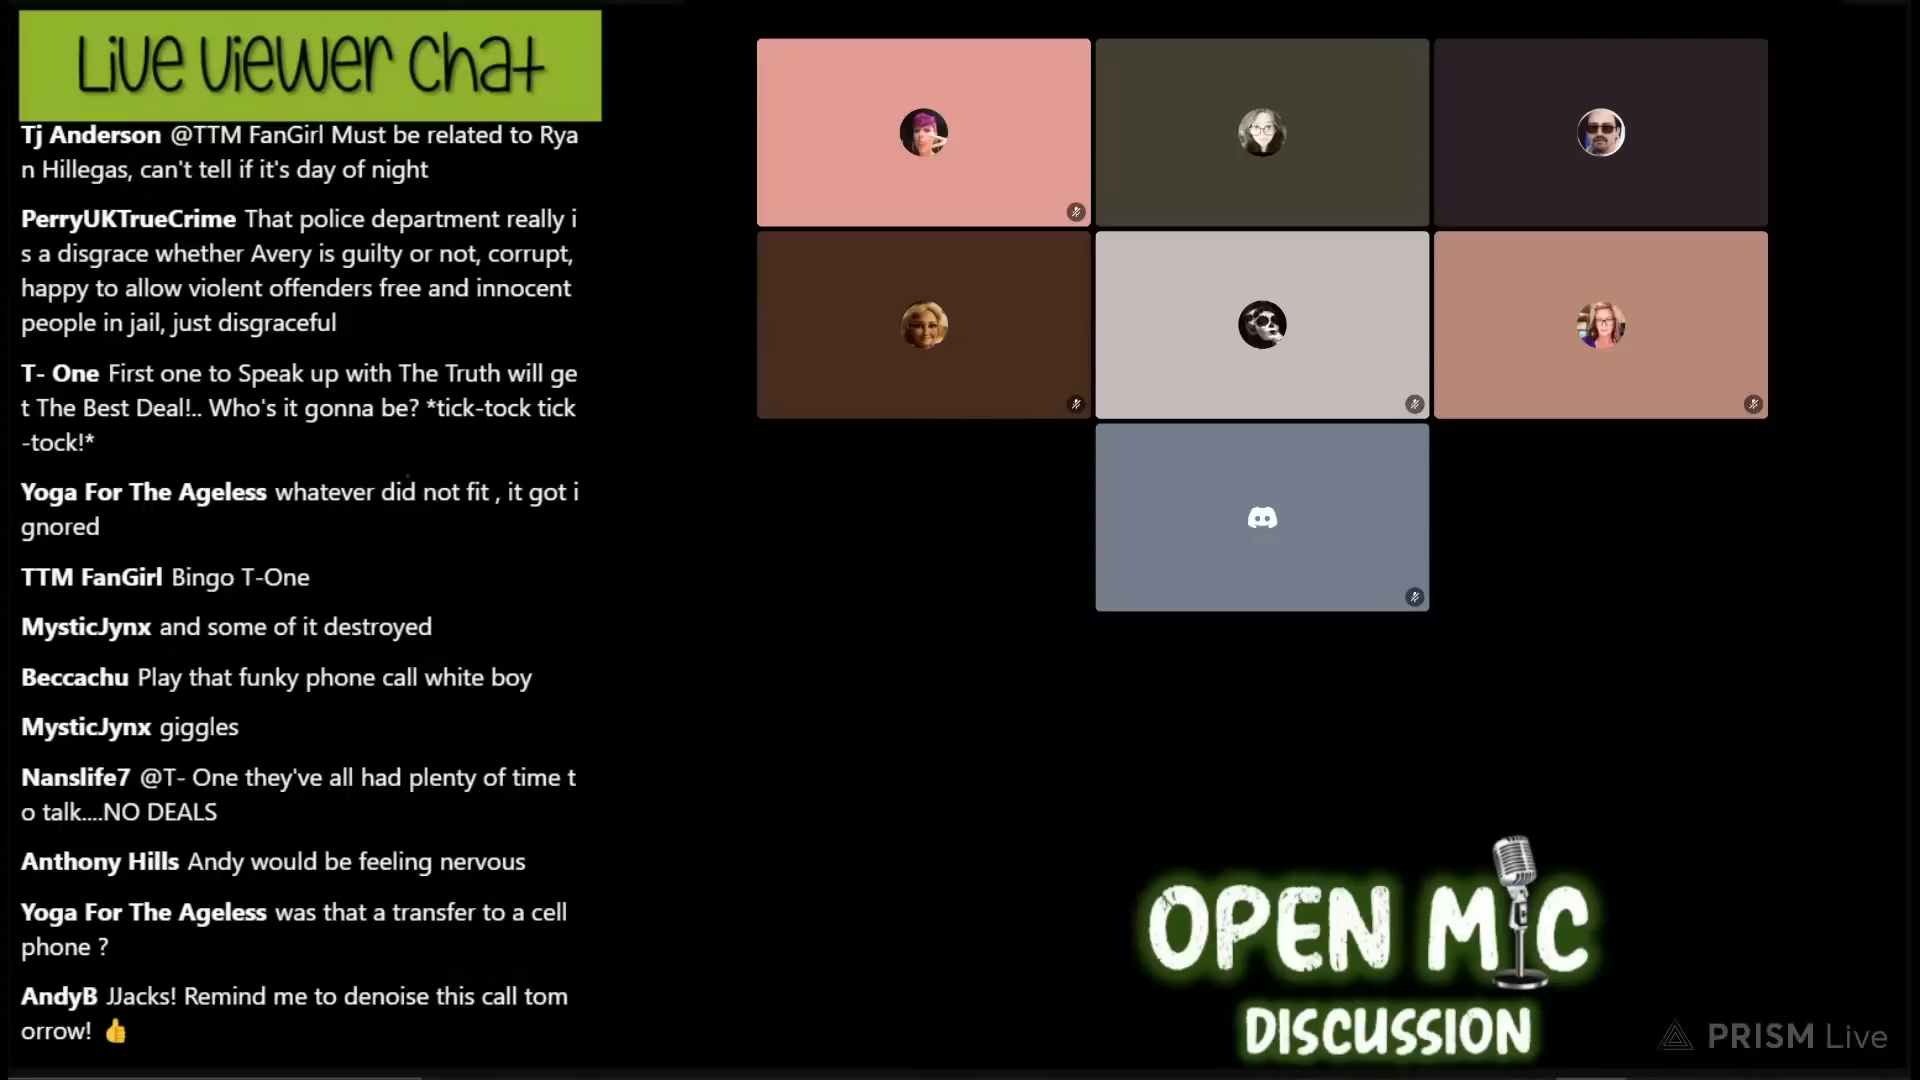 Live Viewer Chat
Tj Anderson @TTM FanGirl Must be related to Rya
n Hillegas, can't tell if it's day of night
PerryUKTrueCrime That police department really i
s a disgrace whether Avery is guilty or not, corrupt,
happy to allow violent offenders free and innocent
people in jail, just disgraceful
T- One First one to Speak up with The Truth will ge
t The Best Deal!.. Who's it gonna be? *tick-tock tick
-tock!*
Yoga For The Ageless whatever did not fit , it got i
gnored
TTM FanGirl Bingo T-One
MysticJynx and some of it destroyed
Beccachu Play that funky phone call white boy
MysticJynx giggles
Nanslife7 @T- One they've all had plenty of time t
o talk....NO DEALS
Anthony Hills Andy would be feeling nervous
Yoga For The Ageless was that a transfer to a cell
phone ?
AndyB JJacks! Remind me to denoise this call tom
orrow! 👍
OPEN MIC
DISCUSSION
PRISM Live